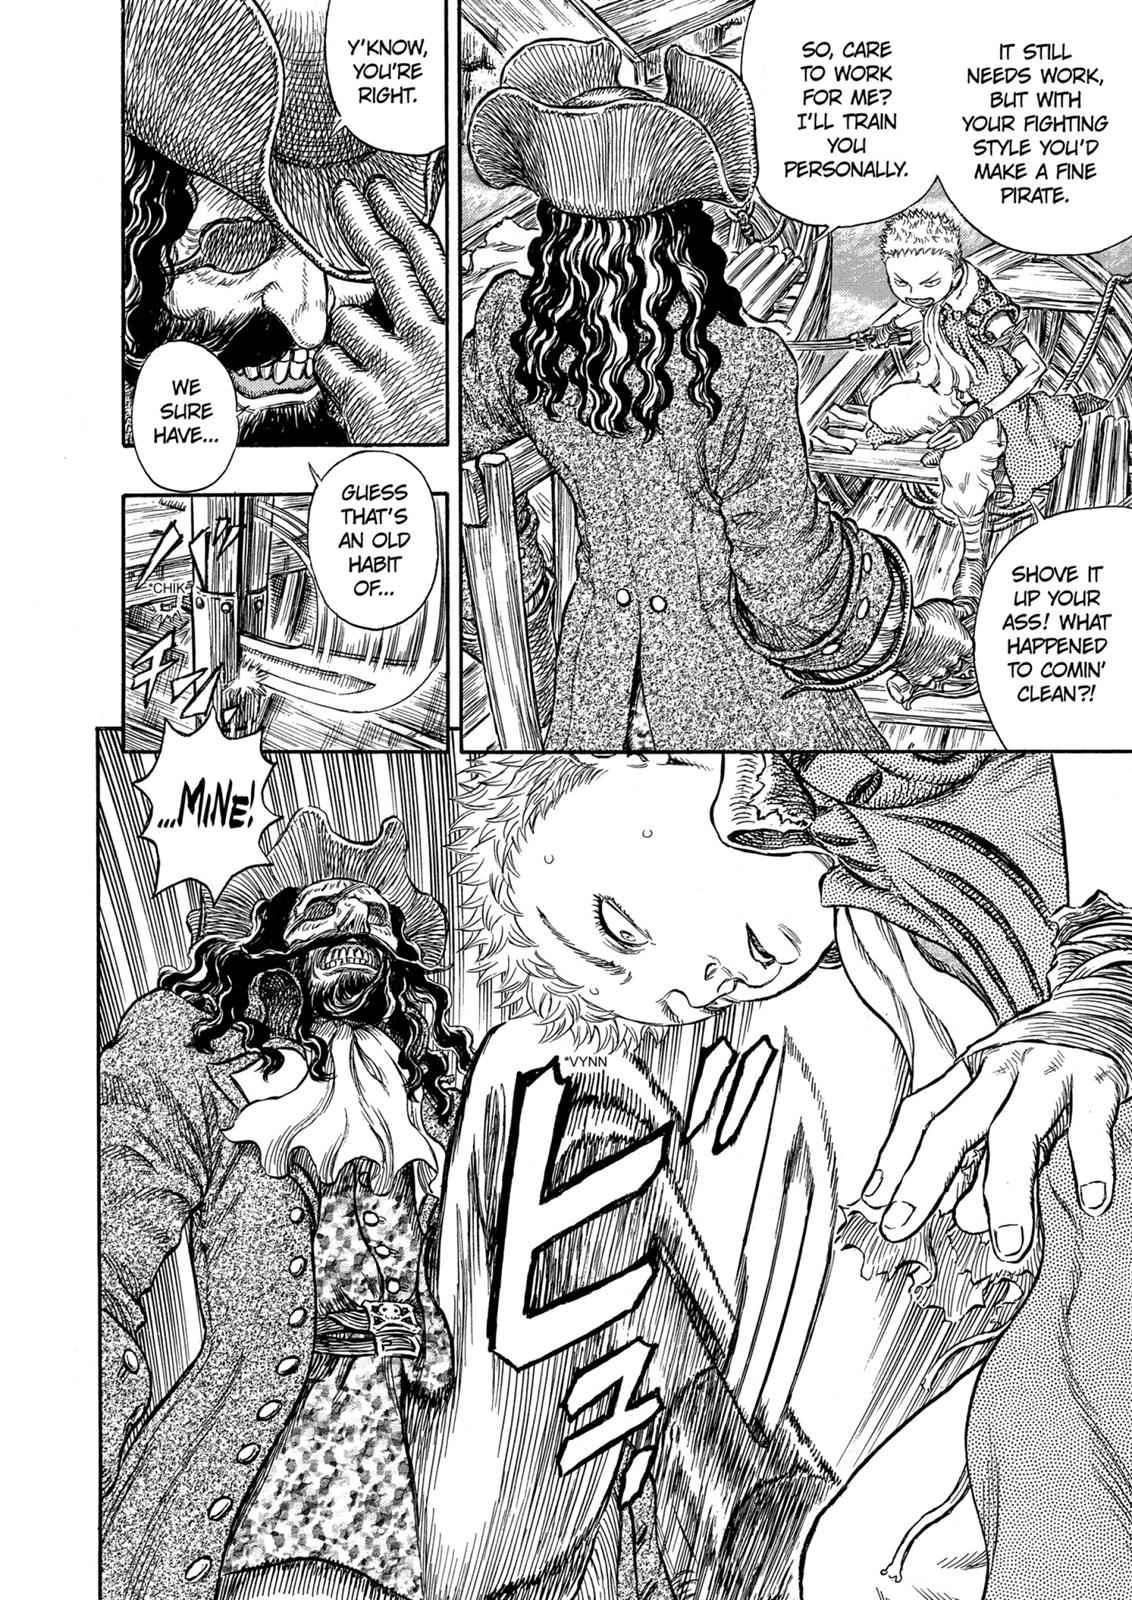 IT STILL
NEEDS WORK,
BUT WITH
YOUR FIGHTING
STYLE YOU'D
MAKE A FINE
PIRATE.
SO, CARE
TO WORK
FOR ME?
I'LL TRAIN
YOU
PERSONALLY.
SHOVE IT
UP YOUR
ASS! WHAT
HAPPENED
TO COMIN'
CLEAN?!
Y'KNOW,
YOU'RE
RIGHT.
WE
SURE
HAVE...
GUESS
THAT'S
AN OLD
HABIT
OF...
*CHIK
...MINE!
*VYNN
ヒュ